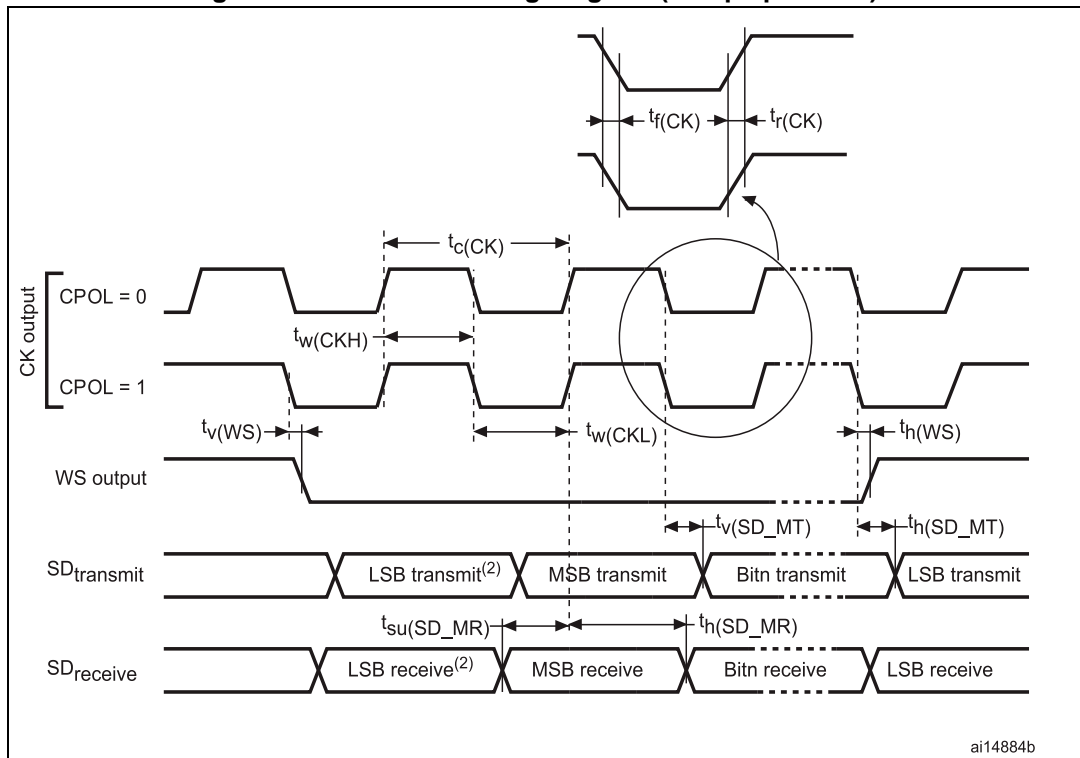 tf(CK)
tr(CK)
tc(CK)
CK output
CPOL = 0
tw(CKH)
CPOL = 1
tv(WS)
tw(CKL)
th(WS)
WS output
tv(SD_MT)
th(SD_MT)
SDtransmit
LSB transmit(2)
MSB transmit
Bitn transmit
LSB transmit
tsu(SD_MR)
th(SD_MR)
SDreceive
LSB receive(2)
MSB receive
Bitn receive
LSB receive
ai14884b